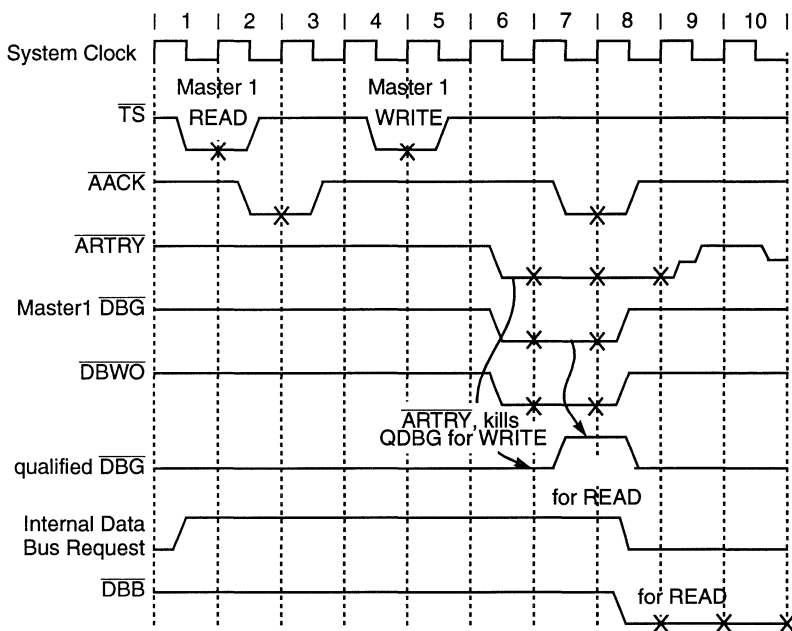 1 2 3 4 5 6 7 8 9 10
System Clock
Master 1 Master 1
TS READ WRITE
AACK
ARTRY
Master1 DBG
DBWO
ARTRY, kills
QDBG for WRITE
qualified DBG
for READ
Internal Data
Bus Request
DBB for READ